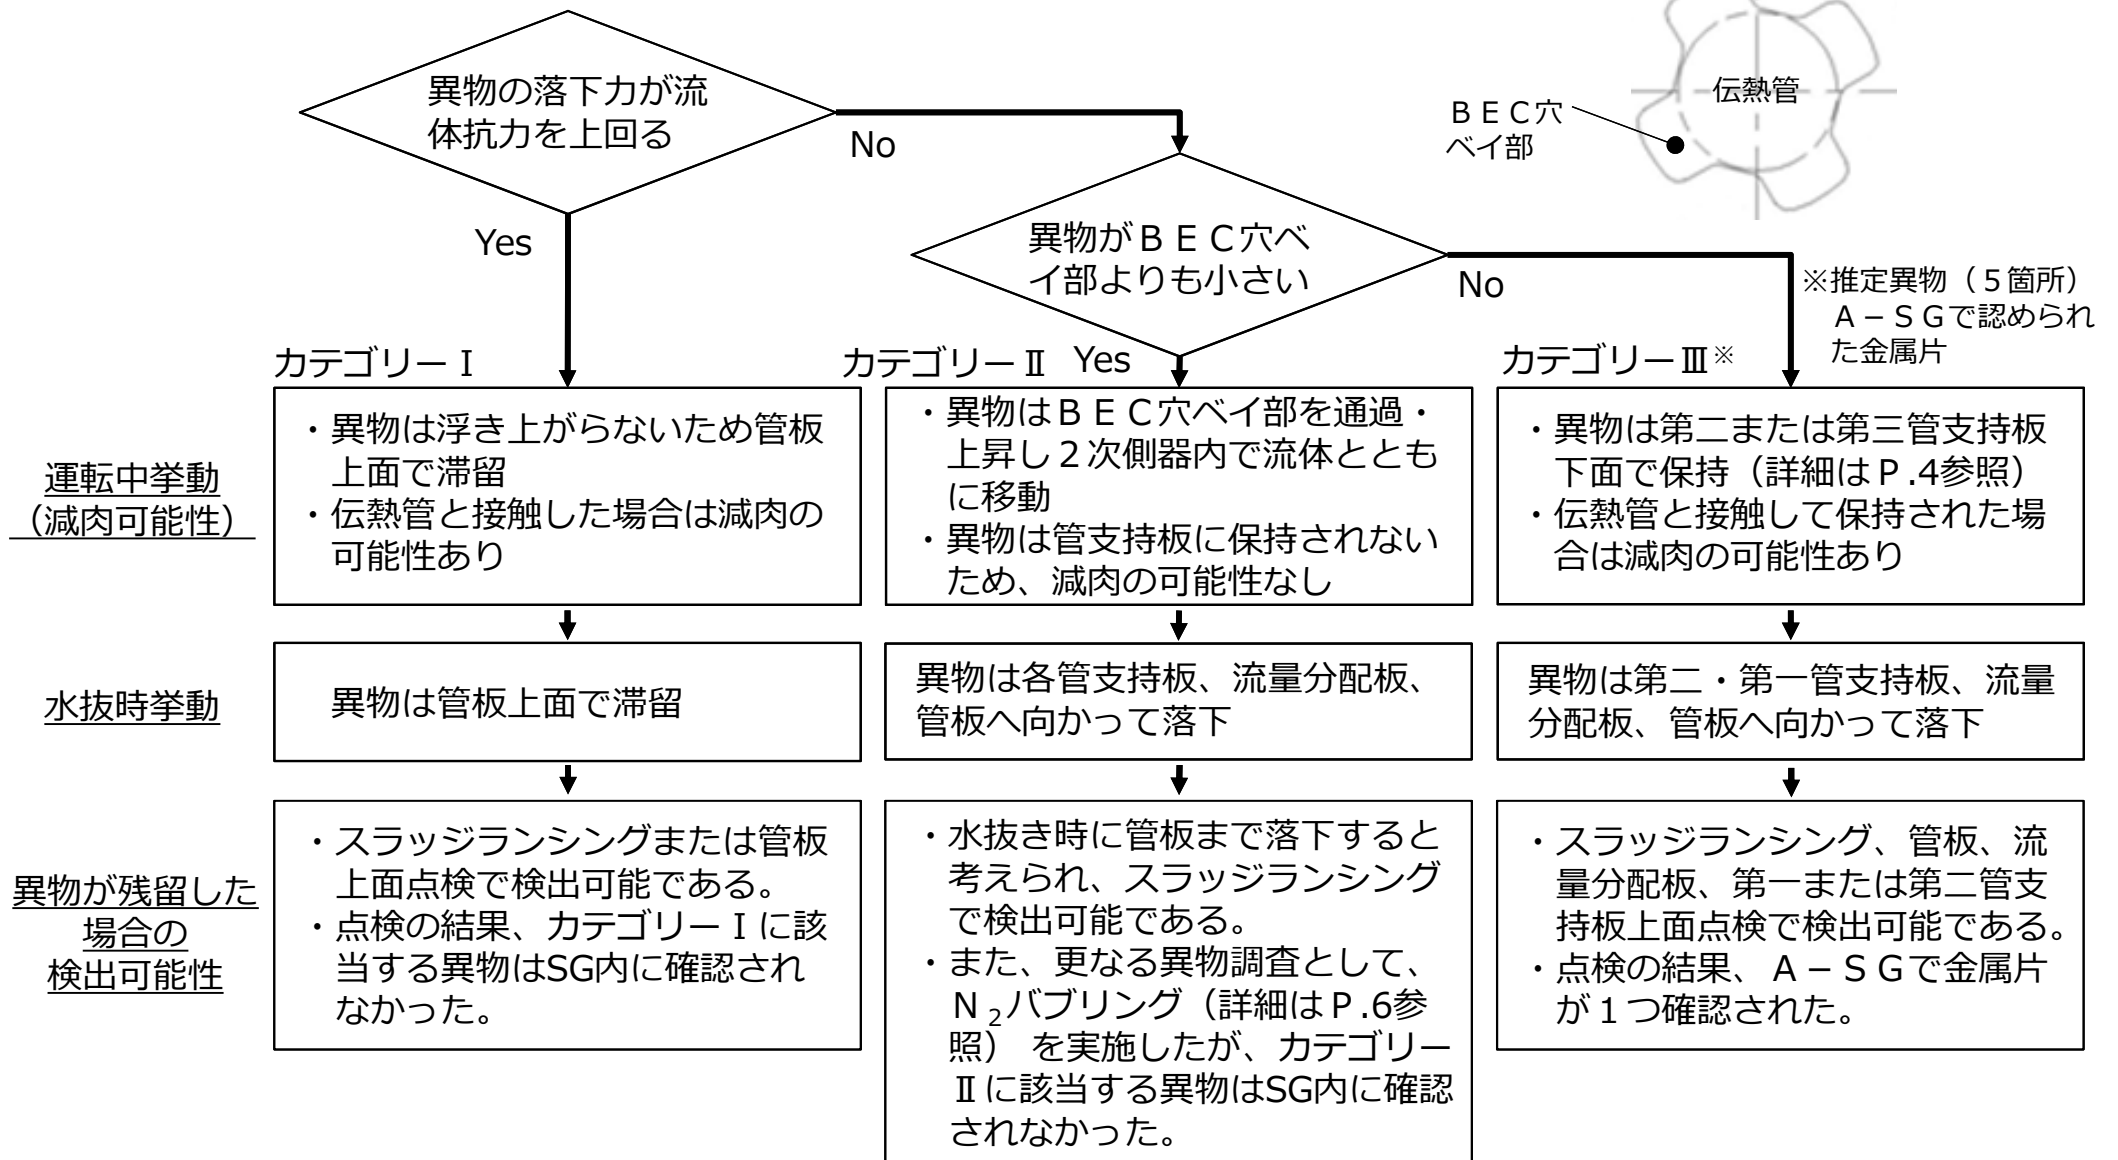 異物の落下力が流
体抗力を上回る
No
Yes
伝熱管
ＢＥＣ穴
ベイ部
異物がＢＥＣ穴ベ
イ部よりも小さい
No
Yes
※推定異物（５箇所）
Ａ－ＳＧで認められ
た金属片
カテゴリーⅠ
カテゴリーⅡ
カテゴリーⅢ※
運転中挙動
（減肉可能性）
・異物は浮き上がらないため管板
上面で滞留
・伝熱管と接触した場合は減肉の
可能性あり
・異物はＢＥＣ穴ベイ部を通過・
上昇し２次側器内で流体ととも
に移動
・異物は管支持板に保持されない
ため、減肉の可能性なし
・異物は第二または第三管支持板
下面で保持（詳細はＰ.4参照）
・伝熱管と接触して保持された場
合は減肉の可能性あり
水抜時挙動
異物は管板上面で滞留
異物は各管支持板、流量分配板、
管板へ向かって落下
異物は第二・第一管支持板、流量
分配板、管板へ向かって落下
異物が残留した
場合の
検出可能性
・スラッジランシングまたは管板
上面点検で検出可能である。
・点検の結果、カテゴリーⅠに該
当する異物はSG内に確認され
なかった。
・水抜き時に管板まで落下すると
考えられ、スラッジランシング
で検出可能である。
・また、更なる異物調査として、
Ｎ₂バブリング（詳細はＰ.6参
照） を実施したが、カテゴリー
Ⅱに該当する異物はSG内に確認
されなかった。
・スラッジランシング、管板、流
量分配板、第一または第二管支
持板上面点検で検出可能である。
・点検の結果、Ａ－ＳＧで金属片
が１つ確認された。